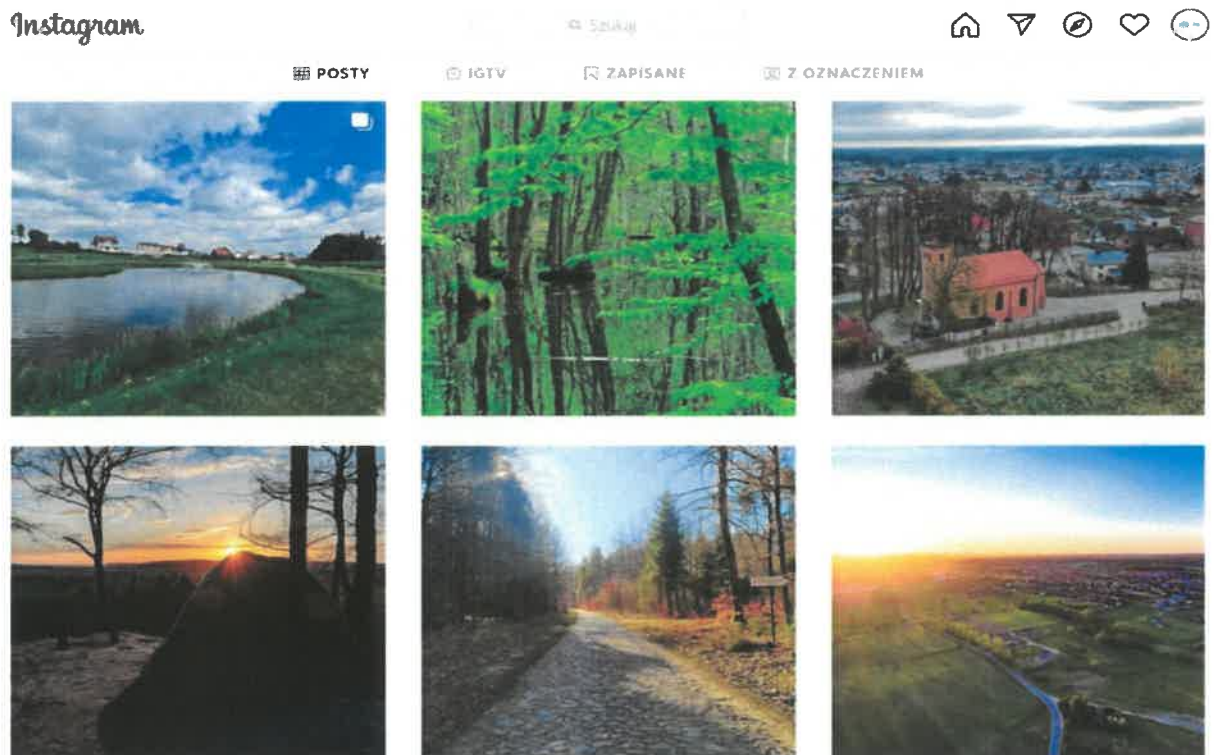 Instagram
Szukaj
POSTY
IGTV
ZAPISANE
Z OZNACZENIEM